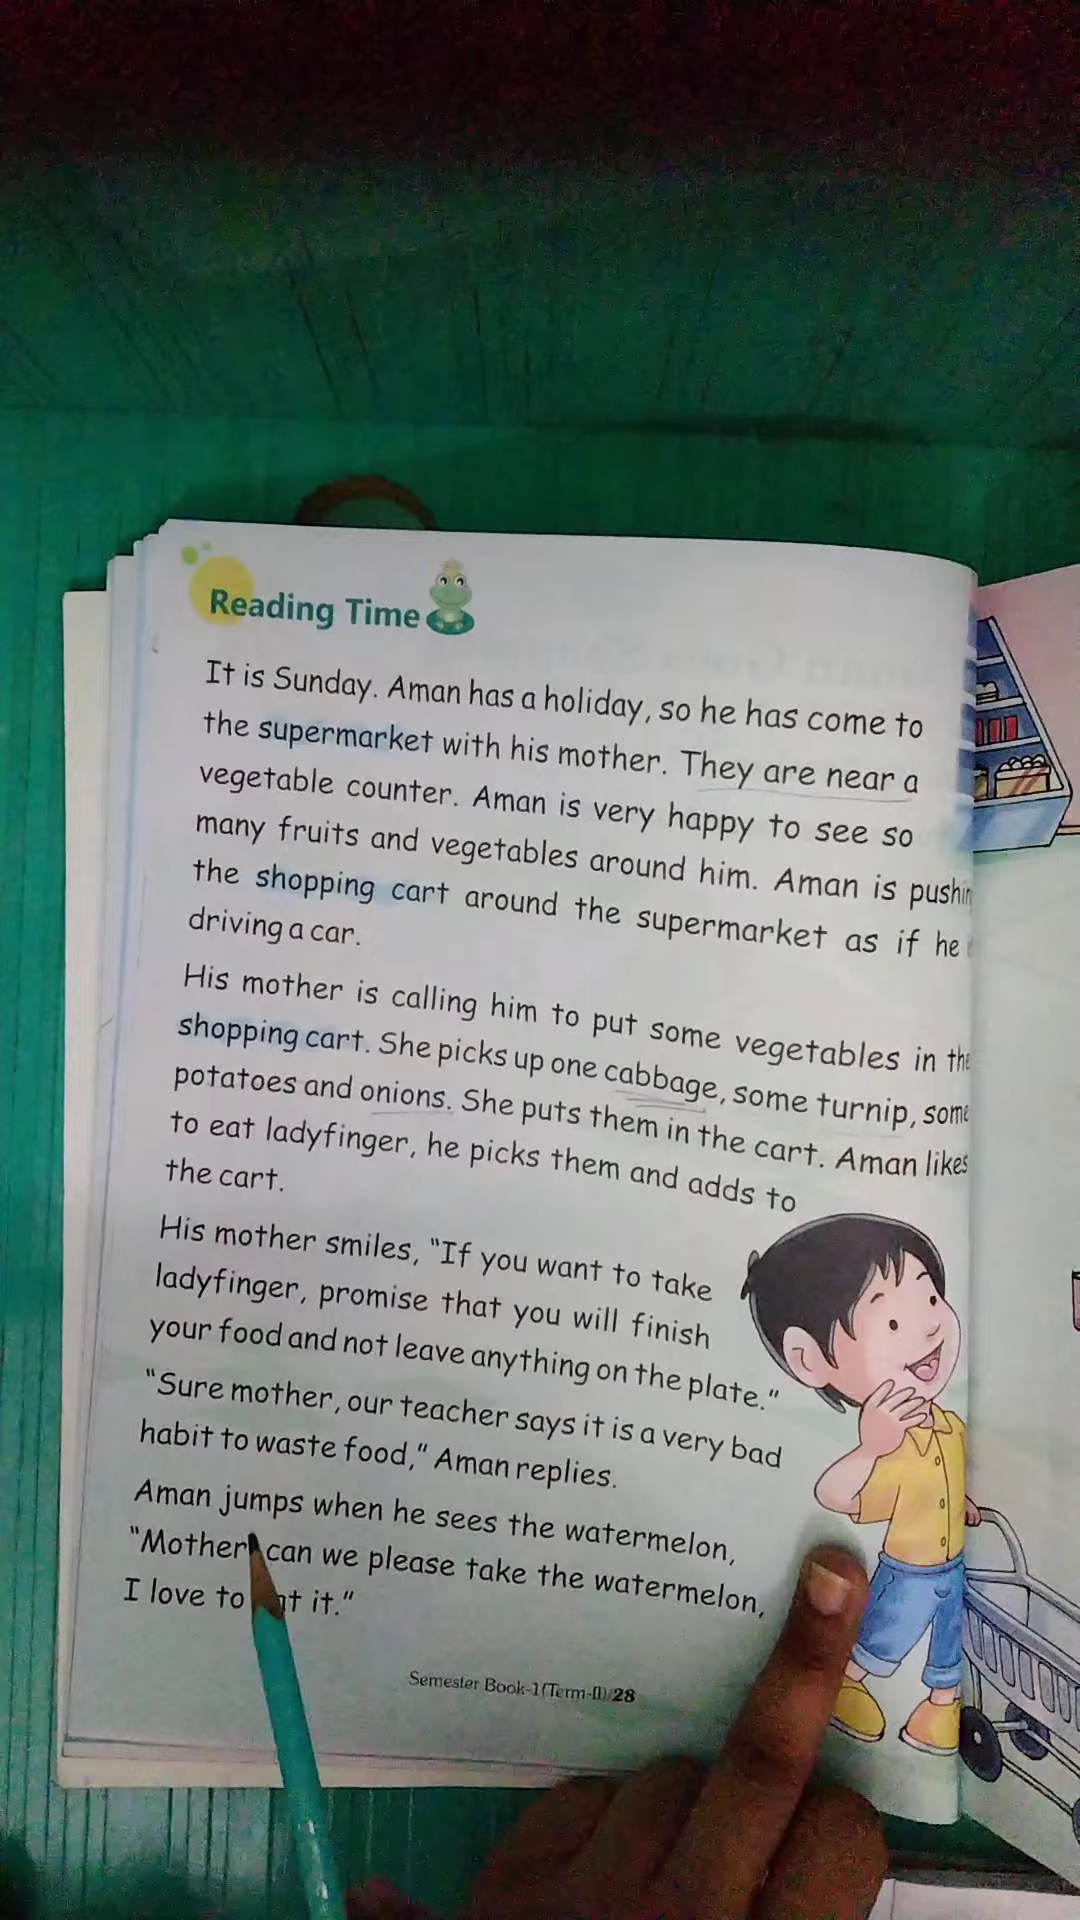 Reading Time
It is Sunday. Aman has a holiday, so he has come to
the supermarket with his mother. They are near a
vegetable counter. Aman is very happy to see so
many fruits and vegetables around him. Aman is
the shopping cart around the supermarket as if he
driving a car.
His mother is calling him to put some vegetables in the
shopping cart. She picks up one cabbage, some turnip, some
potatoes and onions. She puts them in the cart. Aman likes
to eat ladyfinger, he picks them and adds to
the cart.
His mother smiles, “If you want to take
ladyfinger, promise that you will finish
your food and not leave anything on the plate.”
“Sure mother, our teacher says it is a very bad
habit to waste food,” Aman replies.
Aman jumps when he sees the watermelon,
“Mother, can we please take the watermelon,
I love to it.”
Semester Book-1(Term-II)/28